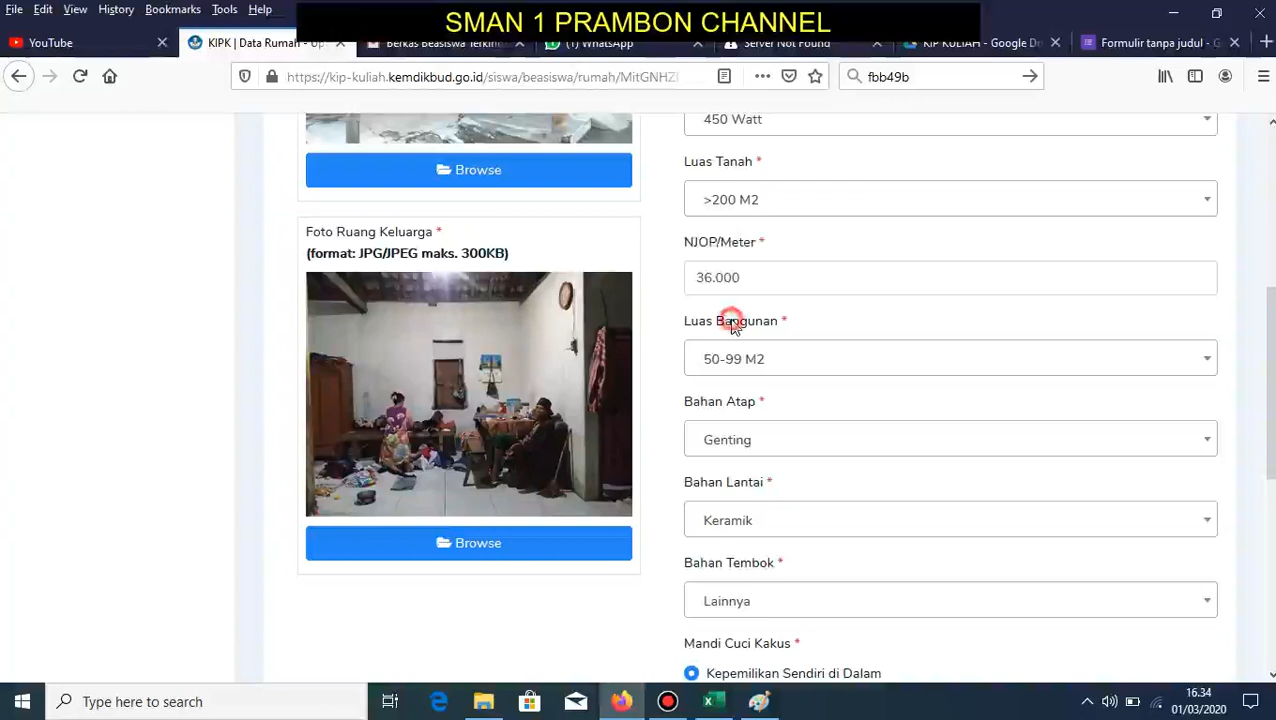 File Edit View History Bookmarks Tools Help
SMAN 1 PRAMBON CHANNEL
YouTube
KIPK | Data Rumah - Up
Berkas Beasiswa Terkini
(1) WhatsApp
Server Not Found
KIP KULIAH - Google Do
Formulir tanpa judul - G
https://kip-kuliah.kemdikbud.go.id/siswa/beasiswa/rumah/MitGNHZ
fbb49b
450 Watt
Browse
Luas Tanah *
>200 M2
Foto Ruang Keluarga *
(format: JPG/JPEG maks. 300KB)
NJOP/Meter *
36.000
Luas Bangunan *
50-99 M2
Bahan Atap *
Genting
Bahan Lantai *
Keramik
Browse
Bahan Tembok *
Lainnya
Mandi Cuci Kakus *
Kepemilikan Sendiri di Dalam
Type here to search
16.34
01/03/2020